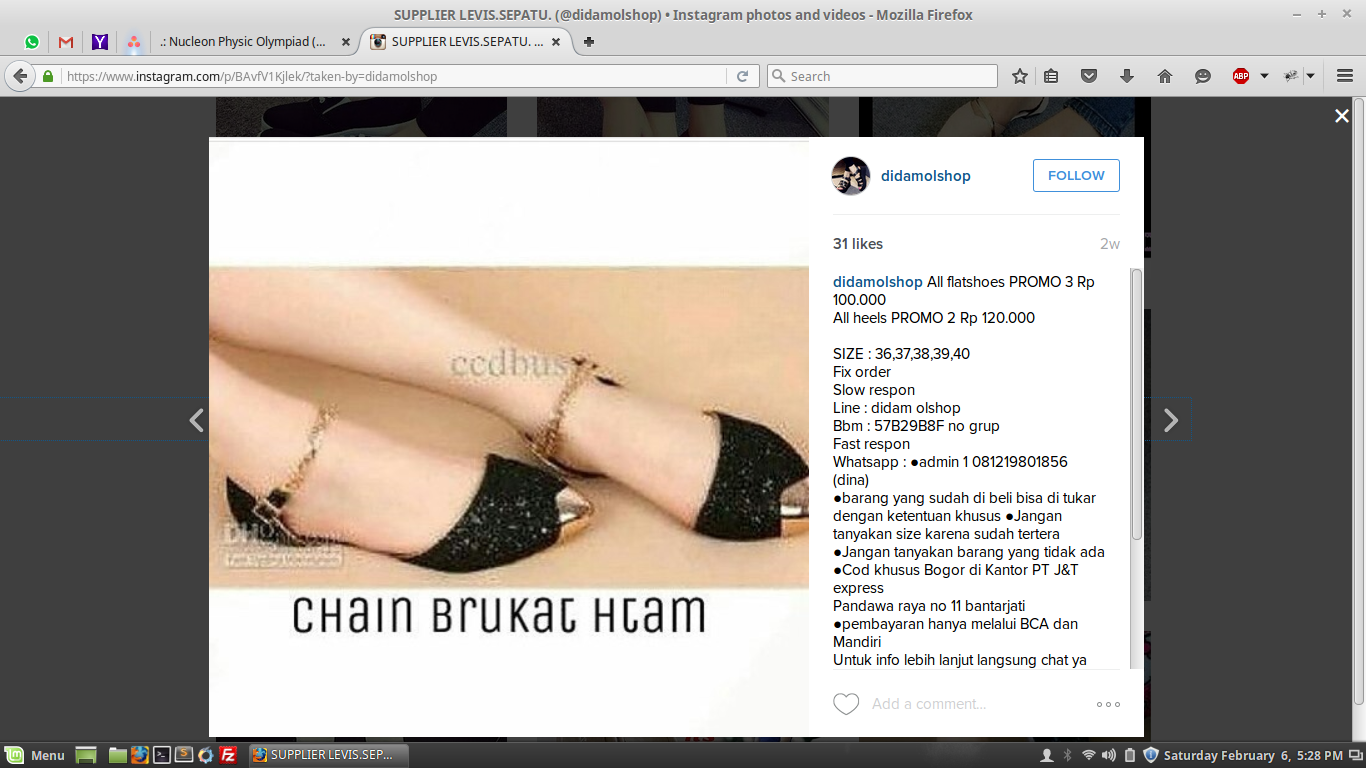 SUPPLIER LEVIS.SEPATU. (@didamolshop) • Instagram photos and videos - Mozilla Firefox
.: Nucleon Physic Olympiad (...
SUPPLIER LEVIS.SEPATU. ...
https://www.instagram.com/p/BAvfV1Kjlek/?taken-by=didamolshop
Search
ABP
didamolshop
FOLLOW
31 likes
2w
didamolshop All flatshoes PROMO 3 Rp
100.000
All heels PROMO 2 Rp 120.000
SIZE : 36,37,38,39,40
Fix order
Slow respon
Line : didam olshop
Bbm : 57B29B8F no grup
Fast respon
Whatsapp : ●admin 1 081219801856
(dina)
●barang yang sudah di beli bisa di tukar
dengan ketentuan khusus ●Jangan
tanyakan size karena sudah tertera
●Jangan tanyakan barang yang tidak ada
●Cod khusus Bogor di Kantor PT J&T
express
Pandawa raya no 11 bantarjati
●pembayaran hanya melalui BCA dan
Mandiri
Untuk info lebih lanjut langsung chat ya
Add a comment...
ccdbus
CHAIN BRUKAT HTAM
Menu
SUPPLIER LEVIS.SEP...
Saturday February 6, 5:28 PM